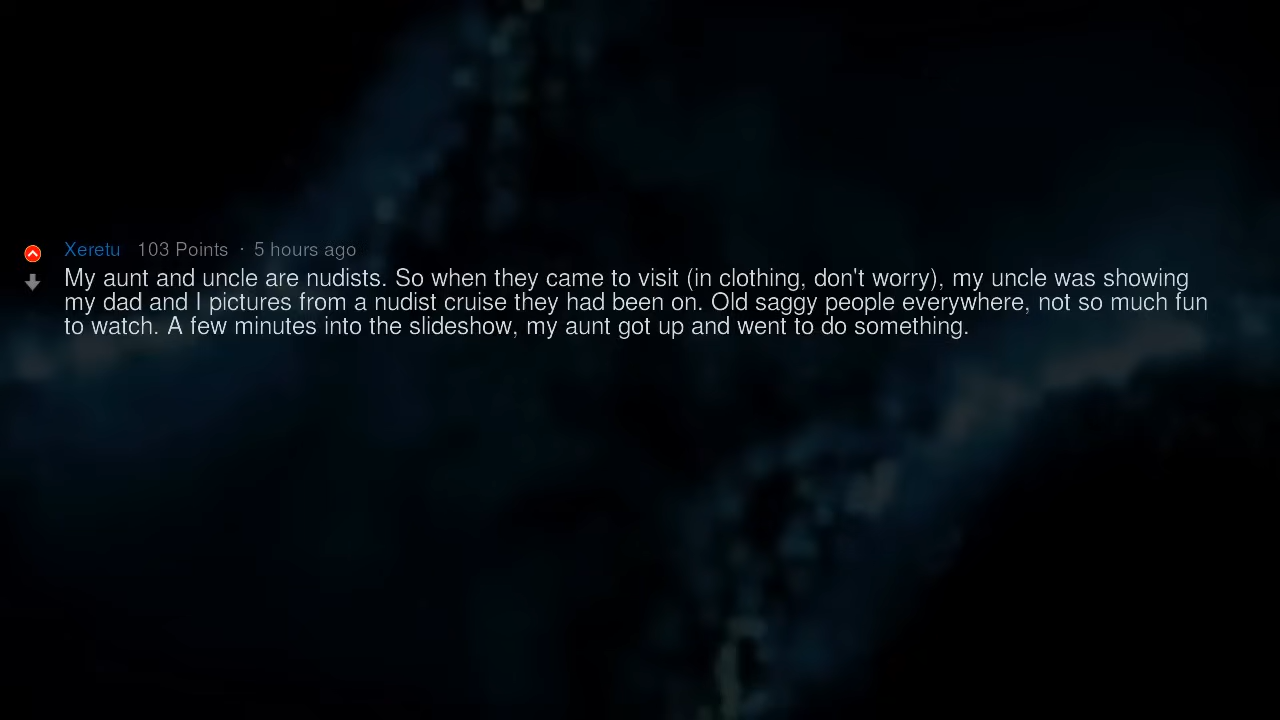 Xeretu 103 Points · 5 hours ago
My aunt and uncle are nudists. So when they came to visit (in clothing, don't worry), my uncle was showing
my dad and I pictures from a nudist cruise they had been on. Old saggy people everywhere, not so much fun
to watch. A few minutes into the slideshow, my aunt got up and went to do something.